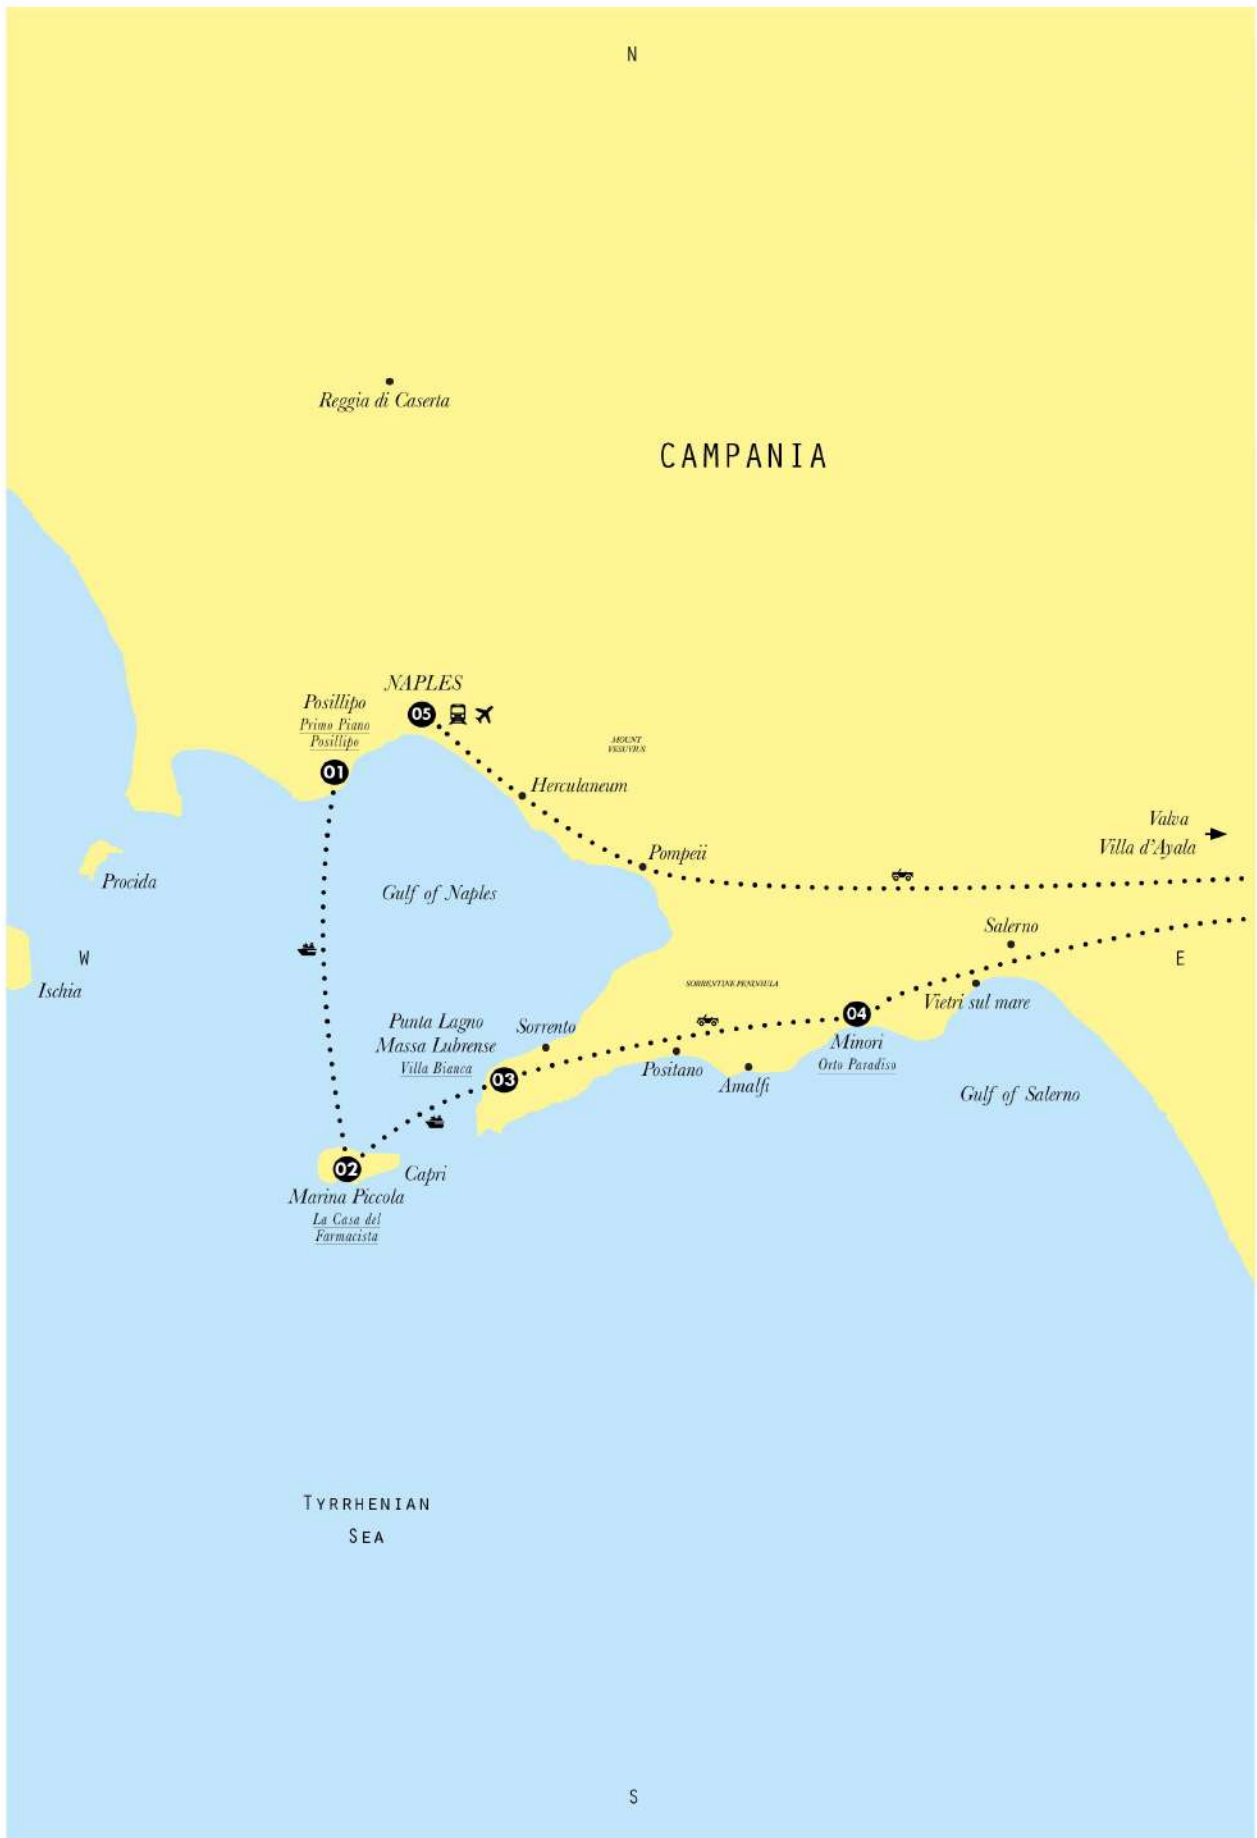 N
Reggia di Caserta
CAMPANIA
NAPLES
Posillipo
Primo Piano
Posillipo
05
01
MOUNT
VESUVIUS
Herculaneum
Pompeii
Valva
Villa d'Ayala
Procida
Gulf of Naples
Salerno
W
E
Ischia
SORRENTINE PENINSULA
Vietri sul mare
Punta Lagno
Massa Lubrense
Villa Bianca
Sorrento
03
04
Minori
Orto Paradiso
Positano
Amalfi
Gulf of Salerno
02
Capri
Marina Piccola
La Casa del
Farmacista
TYRRHENIAN
SEA
S